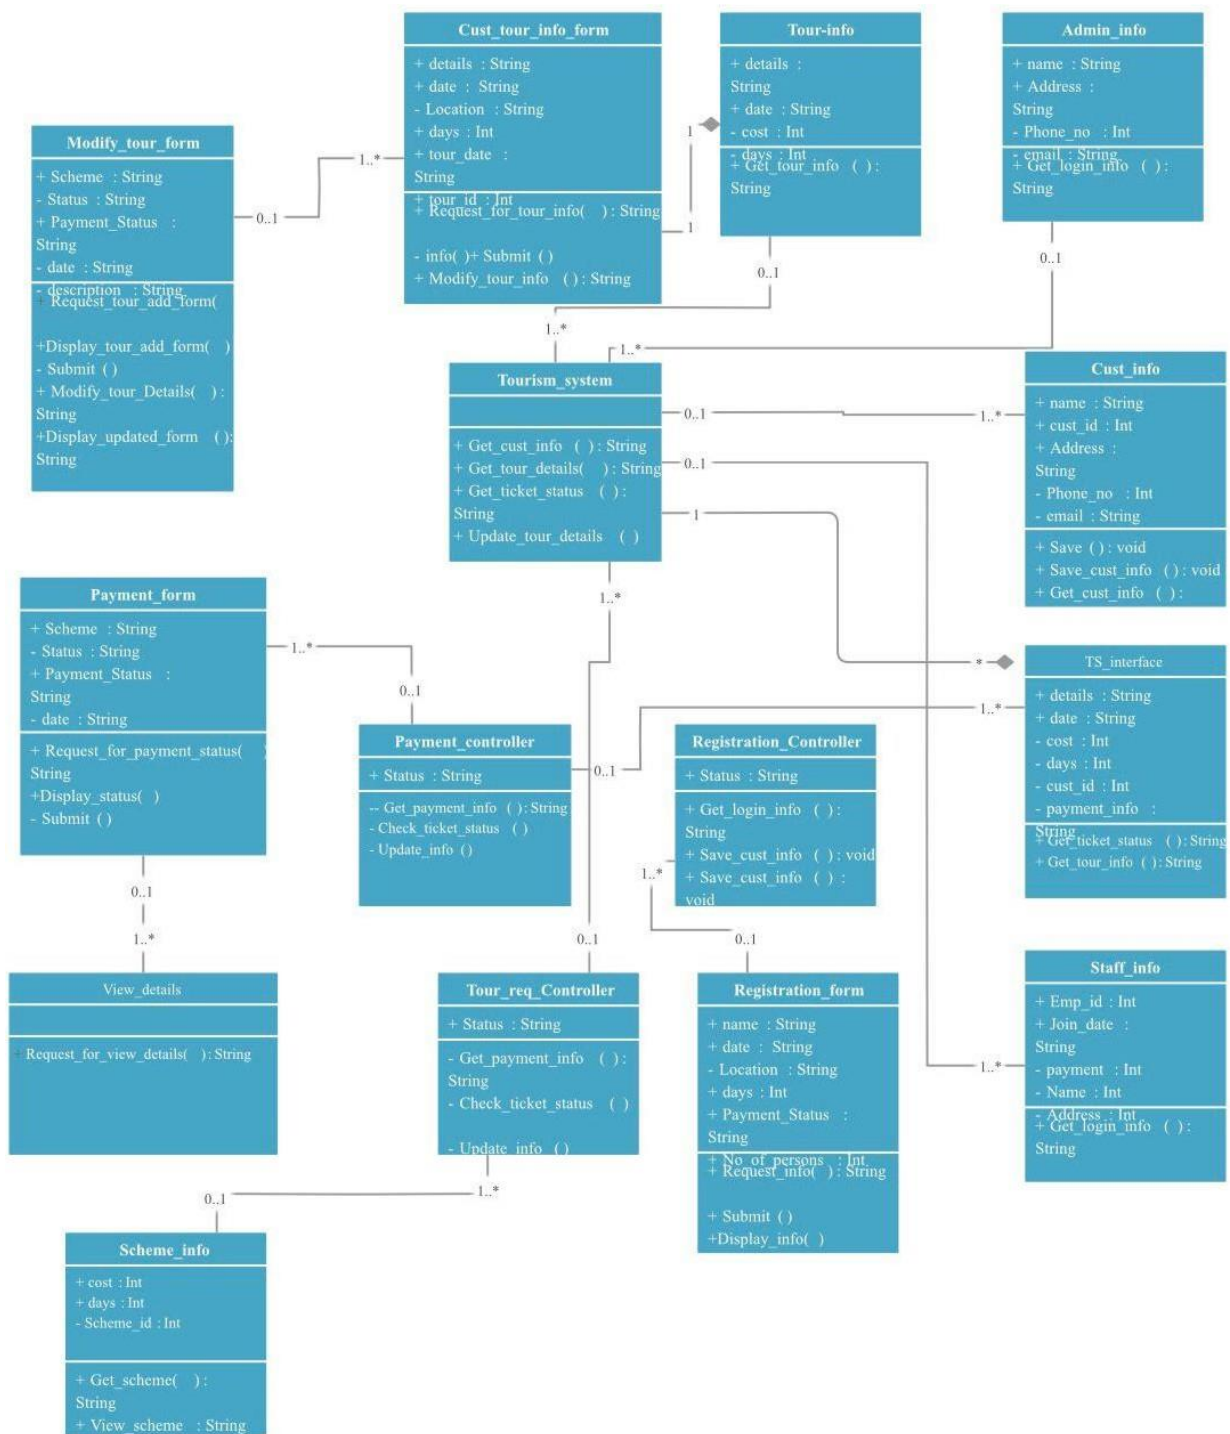 Cust_tour_info_form
+ details : String
+ date : String
- Location : String
+ days : Int
+ tour_date :
String
+ tour_id : Int
+ Request_for_tour_info( ) : String
- info( )+ Submit ( )
+ Modify_tour_info ( ) : String
Tour-info
+ details :
String
+ date : String
- cost : Int
- days : Int
+ Get_tour_info ( ) :
String
Admin_info
+ name : String
+ Address :
String
- Phone_no : Int
- email : String
+ Get_login_info ( ) :
String
Modify_tour_form
+ Scheme : String
- Status : String
+ Payment_Status :
String
- date : String
- description : String
+ Request_tour_add_form(
+Display_tour_add_form( )
- Submit ( )
+ Modify_tour_Details( ) :
String
+Display_updated_form ( ):
String
1..*
0..1
1
1
0..1
1..*
0..1
1..*
Tourism_system
+ Get_cust_info ( ) : String
+ Get_tour_details( ) : String
+ Get_ticket_status ( ) :
String
+ Update_tour_details ( )
0..1
1..*
0..1
1
1..*
Cust_info
+ name : String
+ cust_id : Int
+ Address :
String
- Phone_no : Int
- email : String
+ Save ( ) : void
+ Save_cust_info ( ) : void
+ Get_cust_info ( ) :
Payment_form
+ Scheme : String
- Status : String
+ Payment_Status :
String
- date : String
+ Request_for_payment_status(
String
+Display_status( )
- Submit ( )
1..*
0..1
Payment_controller
+ Status : String
-- Get_payment_info ( ) : String
- Check_ticket_status ( )
- Update_info ( )
0..1
Registration_Controller
+ Status : String
+ Get_login_info ( ) :
String
+ Save_cust_info ( ) : void
+ Save_cust_info ( ) :
void
*
1..*
TS_interface
+ details : String
+ date : String
- cost : Int
- days : Int
- cust_id : Int
- payment_info :
String
+ Get_ticket_status ( ) : String
+ Get_tour_info ( ) : String
0..1
1..*
View_details
+ Request_for_view_details( ) : String
0..1
Tour_req_Controller
+ Status : String
- Get_payment_info ( ) :
String
- Check_ticket_status ( )
- Update_info ( )
1..*
0..1
Registration_form
+ name : String
+ date : String
- Location : String
+ days : Int
+ Payment_Status :
String
+ No_of_persons : Int
+ Request_info( ) : String
+ Submit ( )
+Display_info( )
1..*
Staff_info
+ Emp_id : Int
+ Join_date :
String
- payment : Int
- Name : Int
- Address : Int
+ Get_login_info ( ) :
String
0..1
1..*
Scheme_info
+ cost : Int
+ days : Int
- Scheme_id : Int
+ Get_scheme( ) :
String
+ View_scheme : String